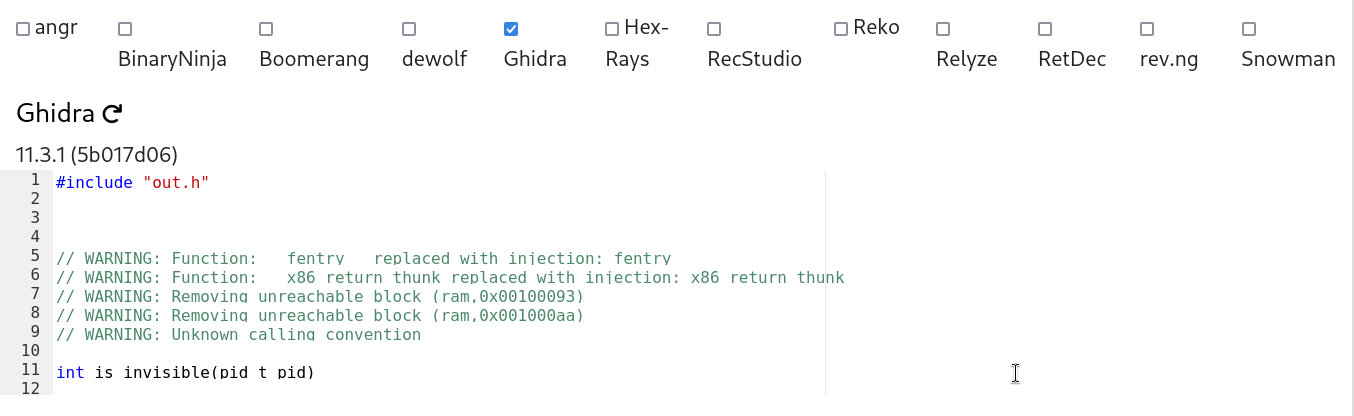 angr BinaryNinja Boomerang dewolf Ghidra Hex-Rays RecStudio Reko Relyze RetDec rev.ng Snowman
Ghidra
11.3.1 (5b017d06)
1 #include "out.h"
2
3
4
5 // WARNING: Function: __fentry__ replaced with injection: fentry
6 // WARNING: Function: __x86_return_thunk replaced with injection: x86_return_thunk
7 // WARNING: Removing unreachable block (ram,0x00100093)
8 // WARNING: Removing unreachable block (ram,0x001000aa)
9 // WARNING: Unknown calling convention
10
11 int is_invisible(pid_t pid)
12